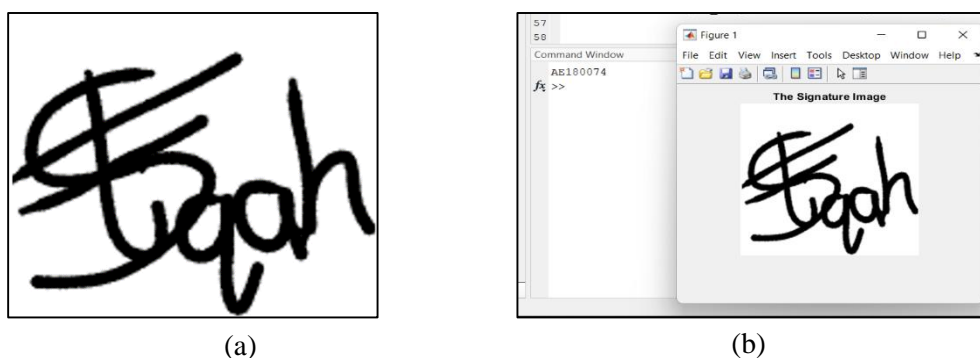 57
58
Command Window
AE180074
fx >>
Figure 1
File Edit View Insert Tools Desktop Window Help
The Signature Image
(a)
(b)